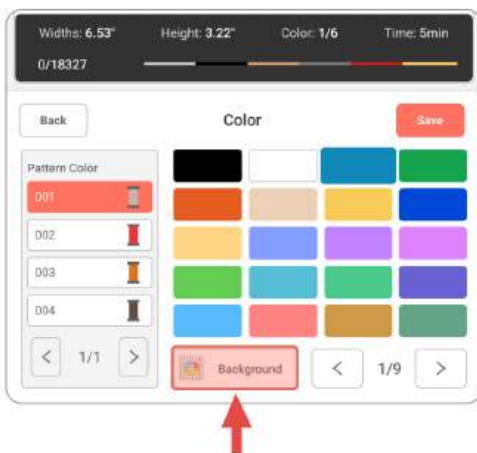 Widths: 6.53" Height: 3.22" Color: 1/6 Time: 5min
0/18327
Back Color Save
Pattern Color
001
002
003
004
< 1/1 >
Background < 1/9 >